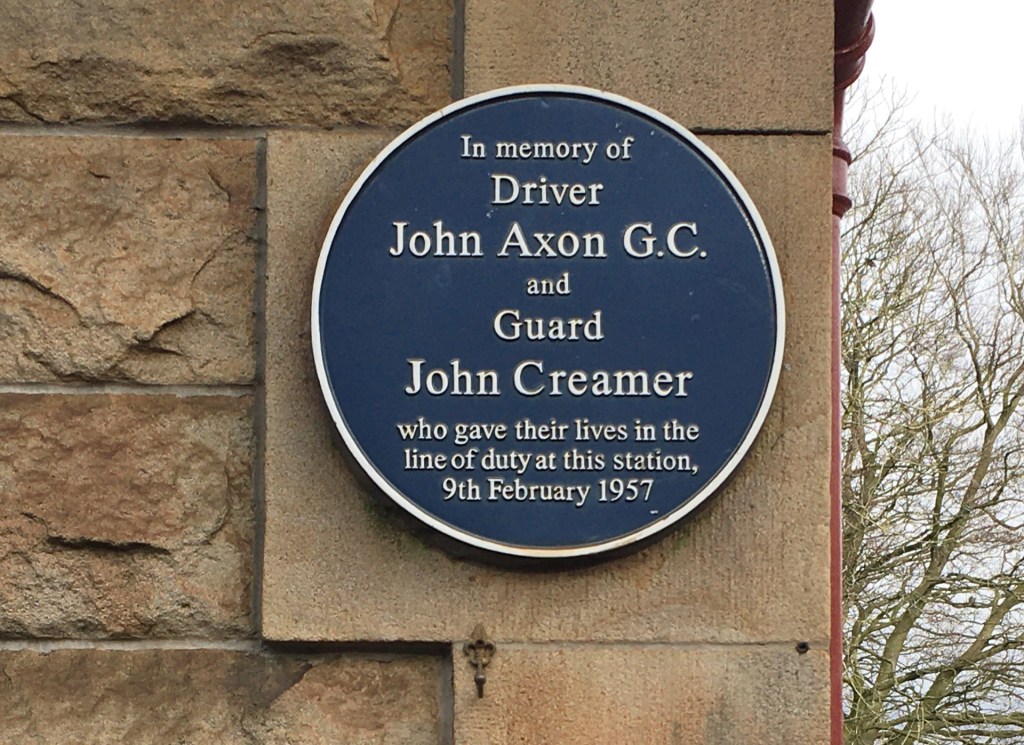 In memory of
Driver
John Axon G.C.
and
Guard
John Creamer
who gave their lives in the
line of duty at this station,
9th February 1957